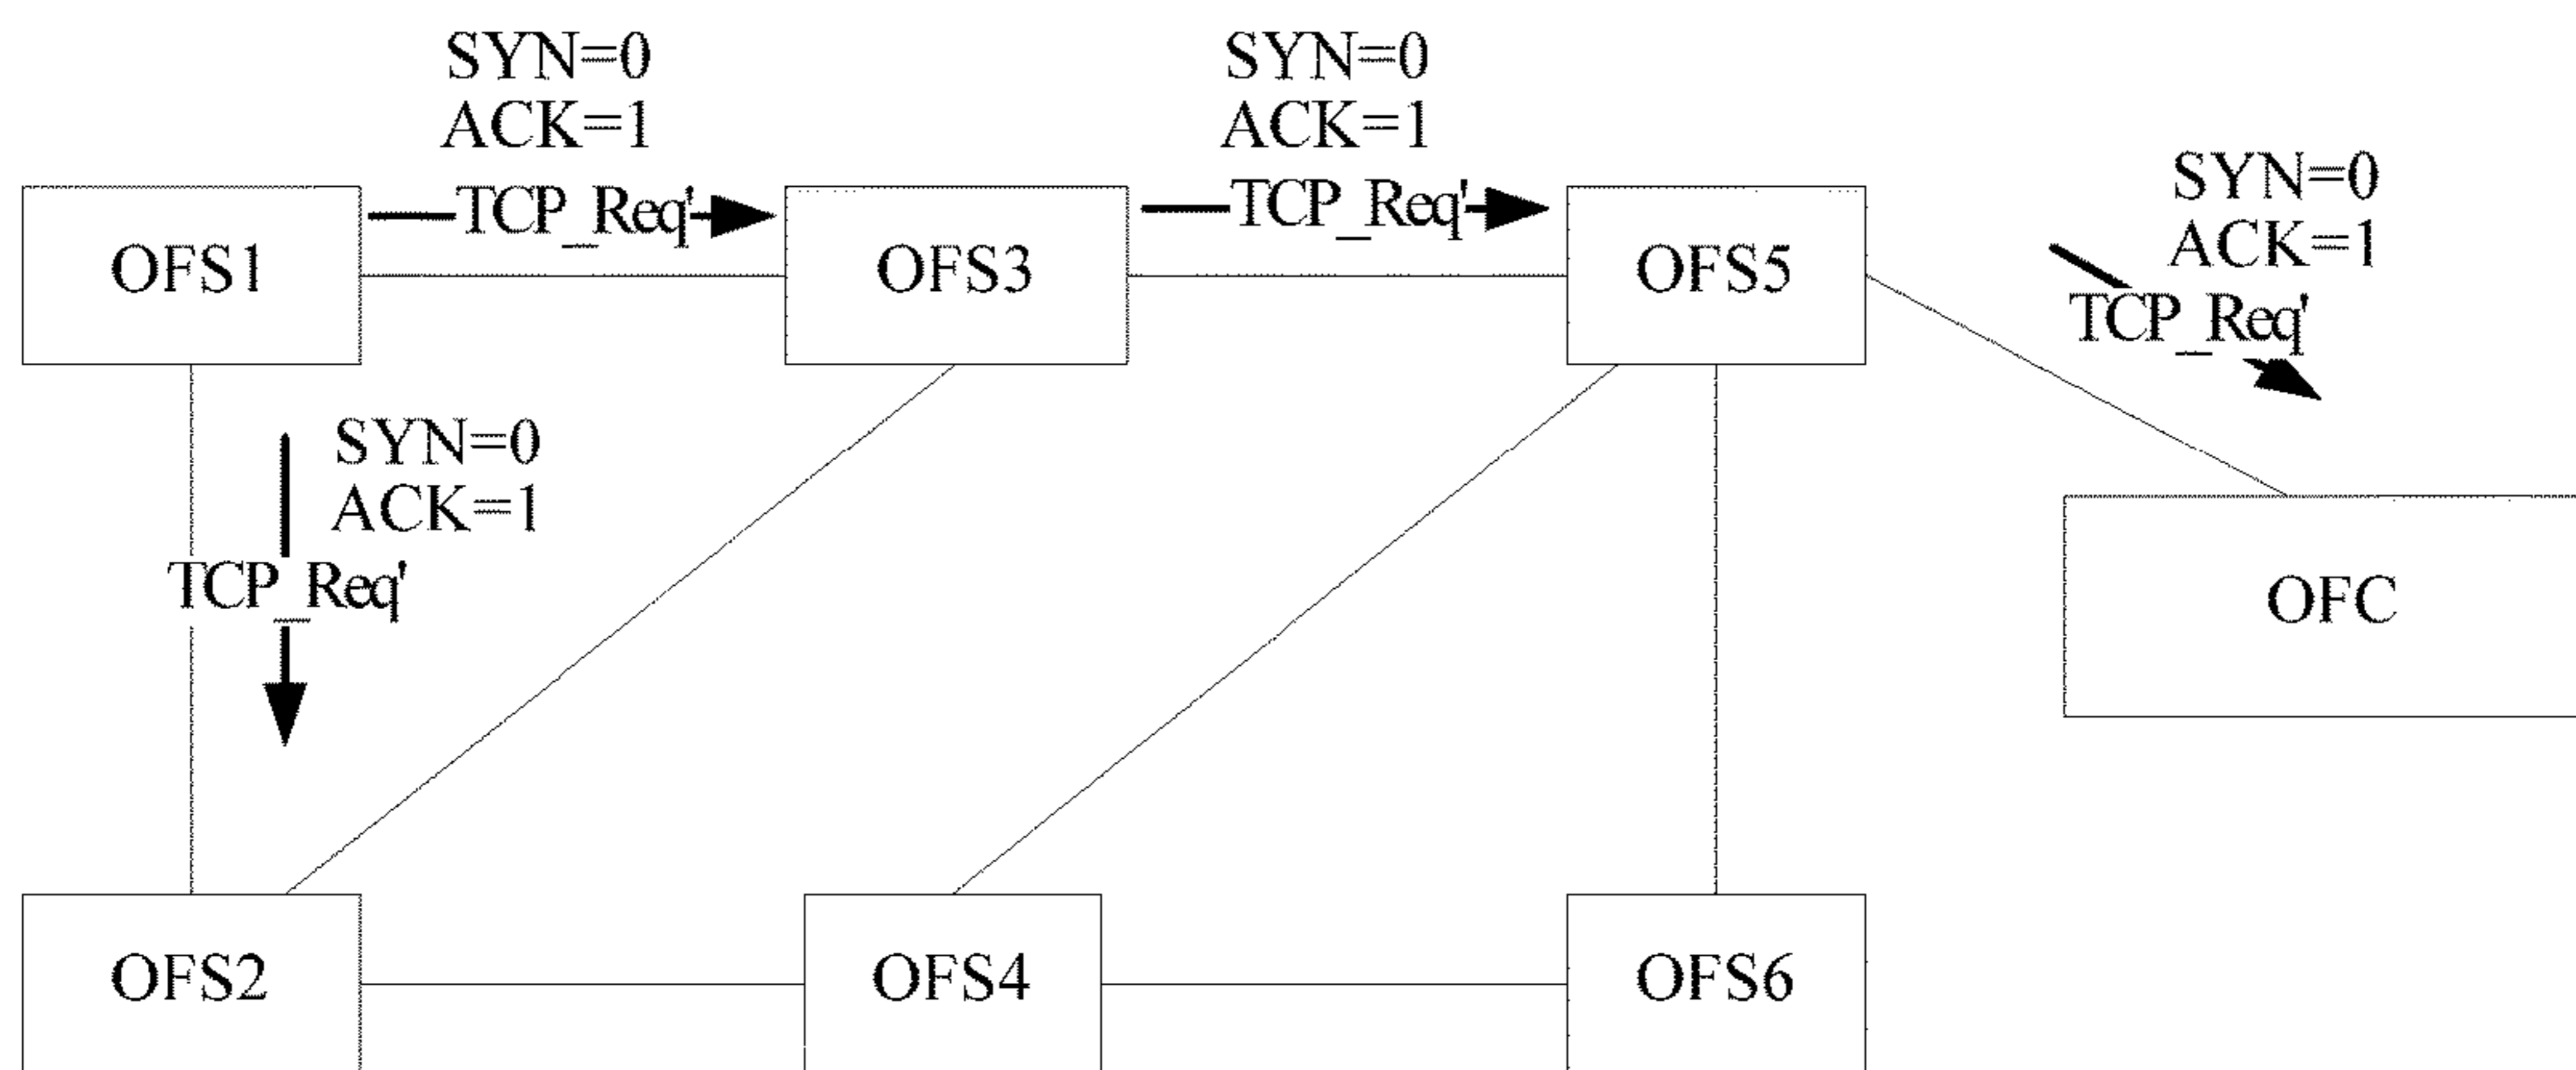 SYN=0
ACK=1
TCP_Req'
SYN=0
ACK=1
TCP_Req'
SYN=0
ACK=1
TCP_Req'
OFS1
OFS3
OFS5
SYN=0
ACK=1
TCP_Req'
OFC
OFS2
OFS4
OFS6